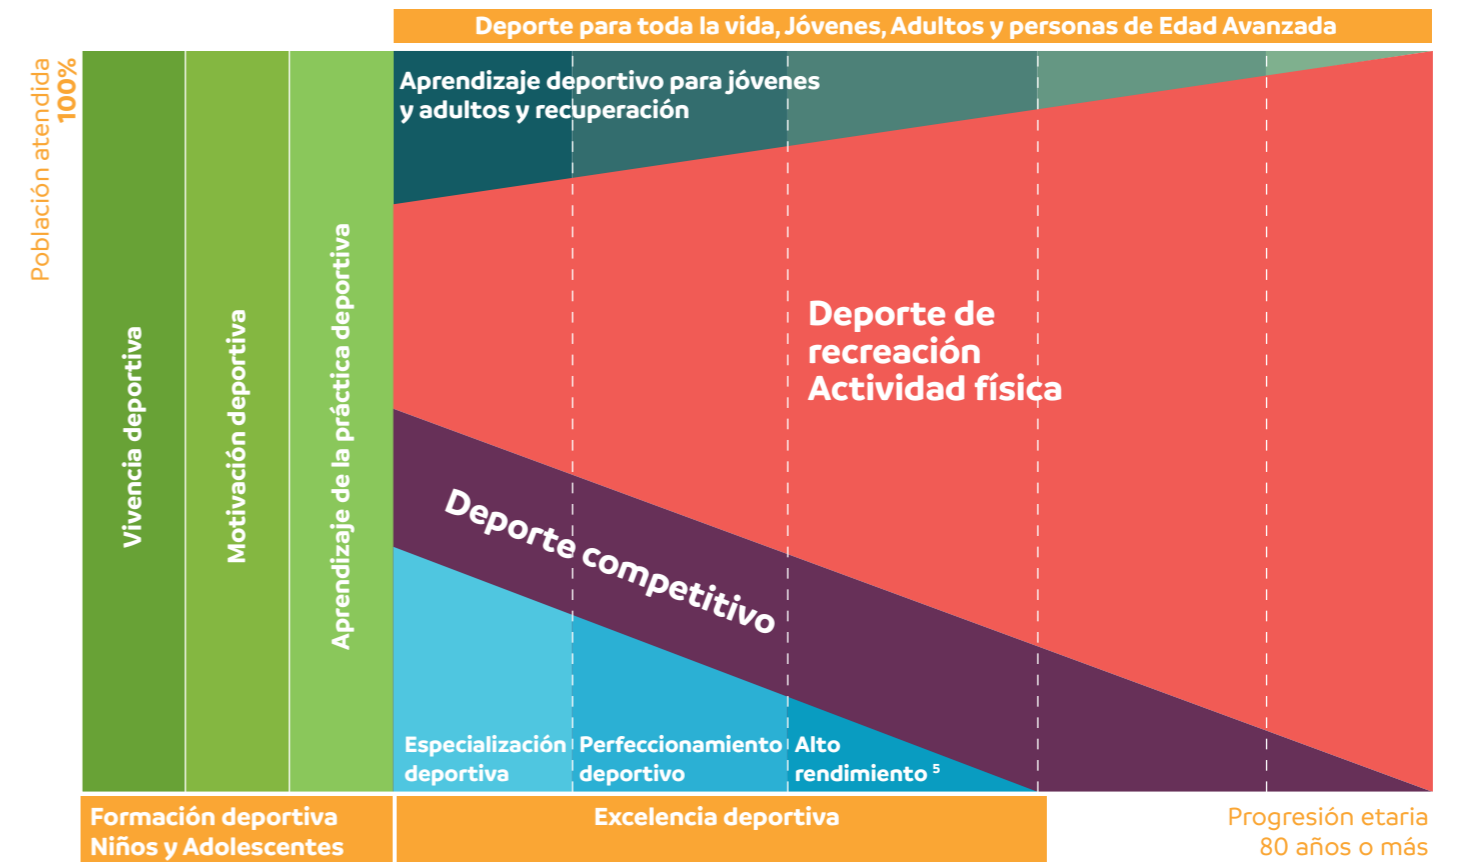 Deporte para toda la vida, Jóvenes, Adultos y personas de Edad Avanzada
Población atendida
100%
Aprendizaje deportivo para jóvenes
y adultos y recuperación
Vivencia deportiva
Motivación deportiva
Aprendizaje de la práctica deportiva
Deporte de
recreación
Actividad física
Deporte competitivo
Especialización
deportiva
Perfeccionamiento
deportivo
Alto
rendimiento 5
Formación deportiva
Niños y Adolescentes
Excelencia deportiva
Progresión etaria
80 años o más